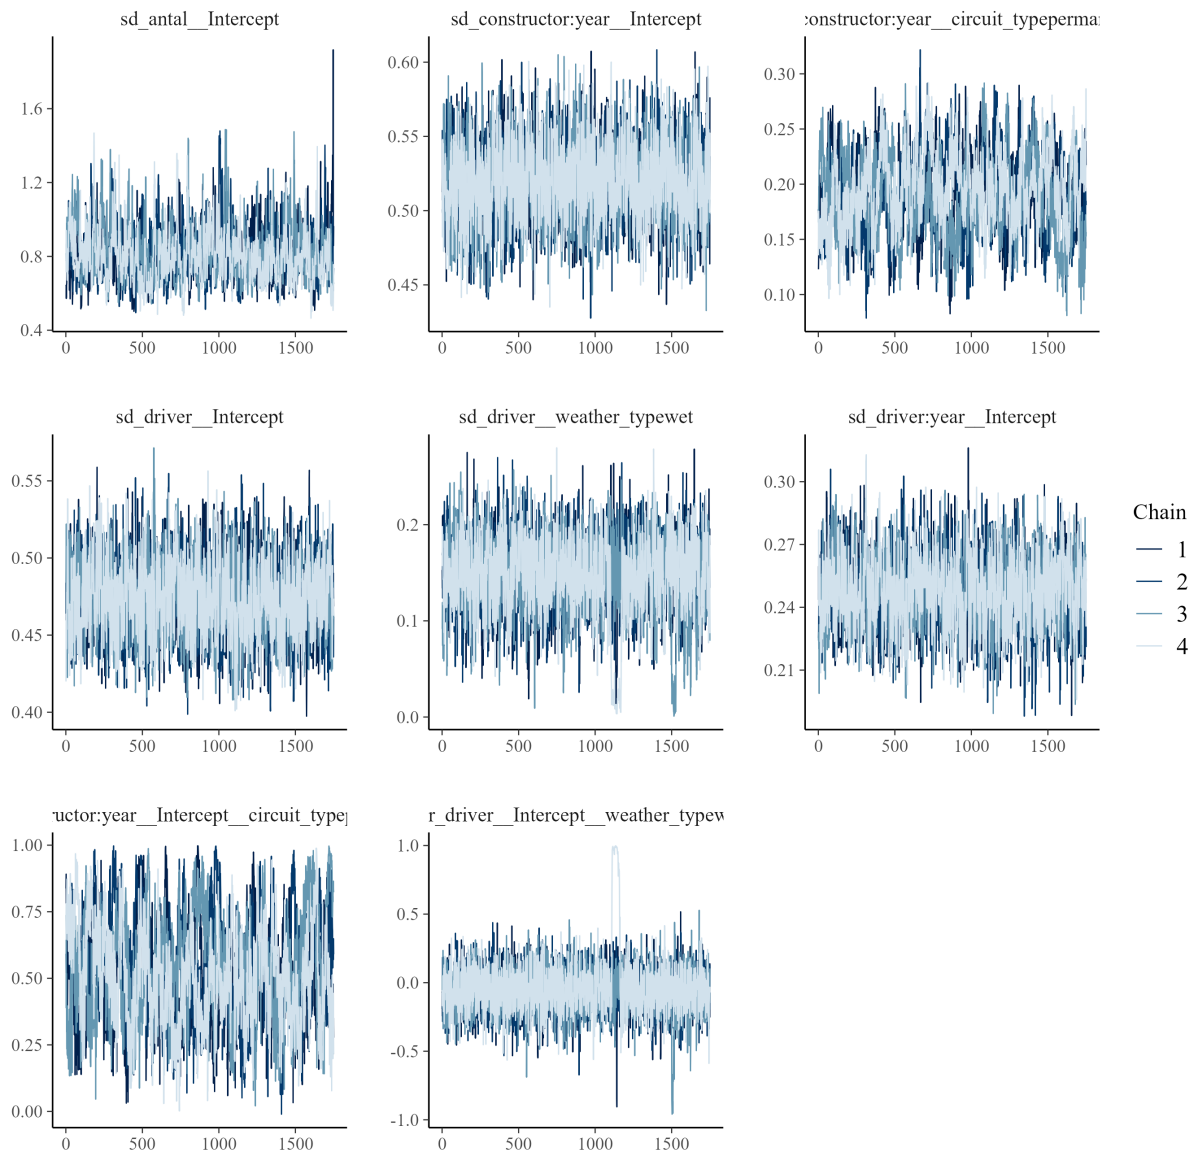 sd_antal__Intercept
sd_constructor:year__Intercept
constructor:year__circuit_typeperma
1.6
1.2
0.8
0.4
0 500 1000 1500
0.60
0.55
0.50
0.45
0 500 1000 1500
0.30
0.25
0.20
0.15
0.10
0 500 1000 1500
sd_driver__Intercept
sd_driver__weather_typewet
sd_driver:year__Intercept
0.55
0.50
0.45
0.40
0 500 1000 1500
0.2
0.1
0.0
0 500 1000 1500
0.30
0.27
0.24
0.21
0 500 1000 1500
Chain
1
2
3
4
uctor:year__Intercept__circuit_typep
r_driver__Intercept__weather_typew
1.00
0.75
0.50
0.25
0.00
0 500 1000 1500
1.0
0.5
0.0
-0.5
-1.0
0 500 1000 1500